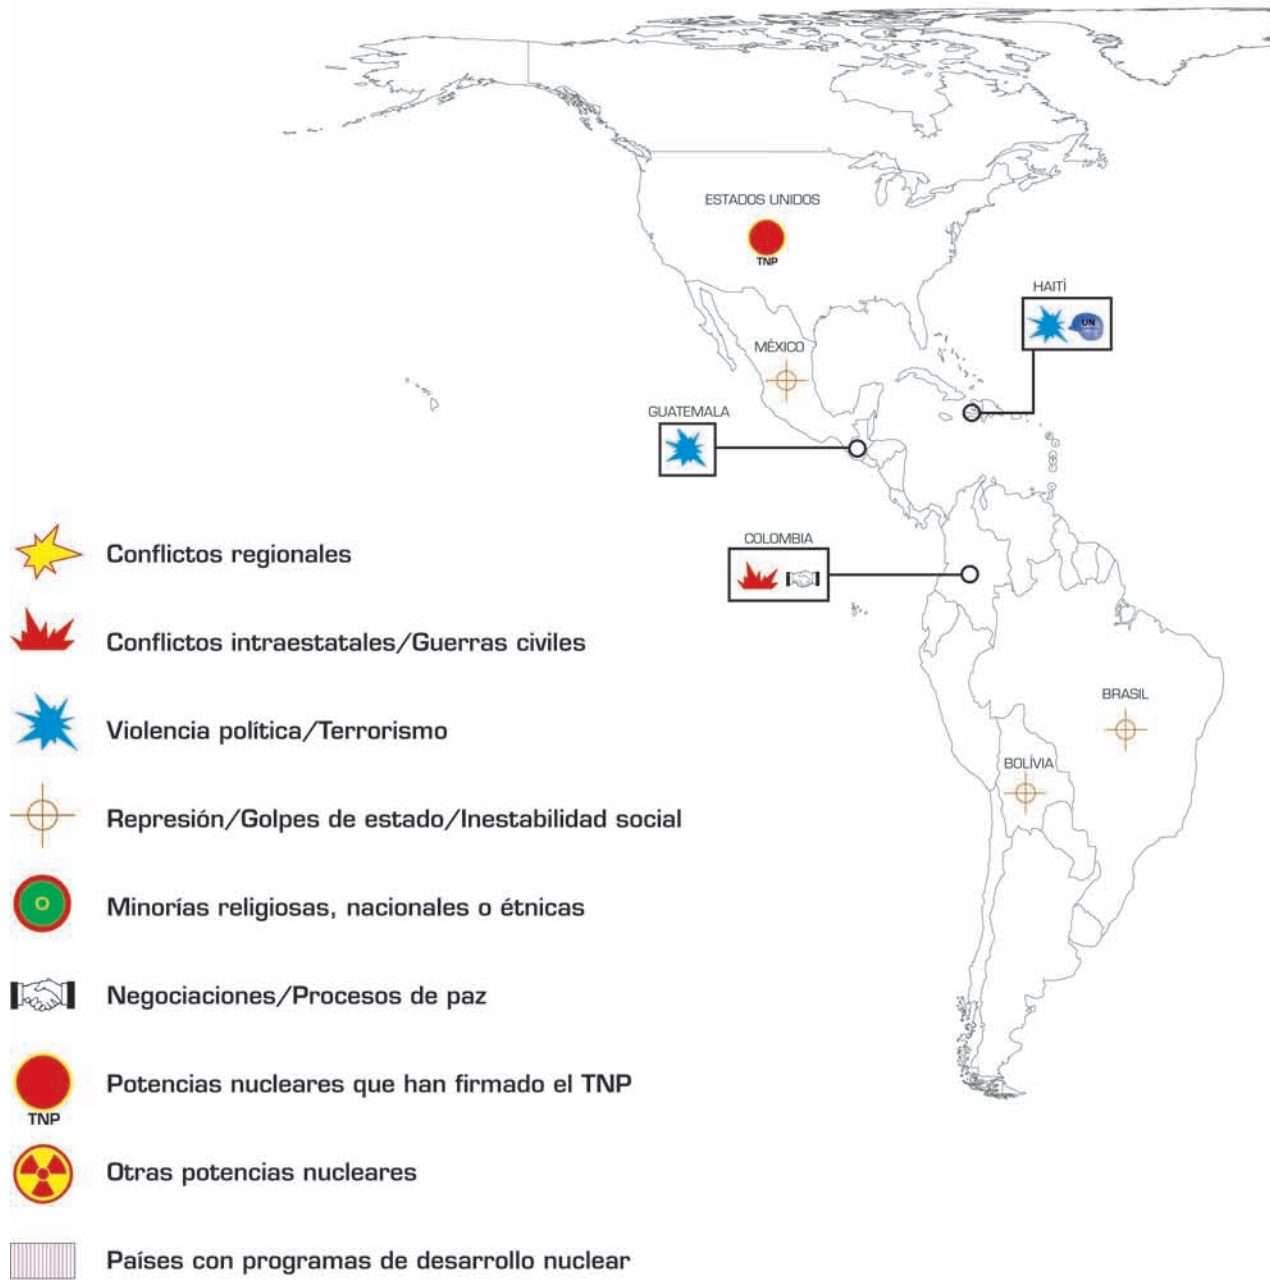 ESTADOS UNIDOS
TNP
HAITÍ
UN
MÉXICO
GUATEMALA
COLOMBIA
Conflictos regionales
Conflictos intraestatales/Guerras civiles
BRASIL
Violencia política/Terrorismo
BOLÍVIA
Represión/Golpes de estado/Inestabilidad social
Minorías religiosas, nacionales o étnicas
Negociaciones/Procesos de paz
Potencias nucleares que han firmado el TNP
TNP
Otras potencias nucleares
Países con programas de desarrollo nuclear